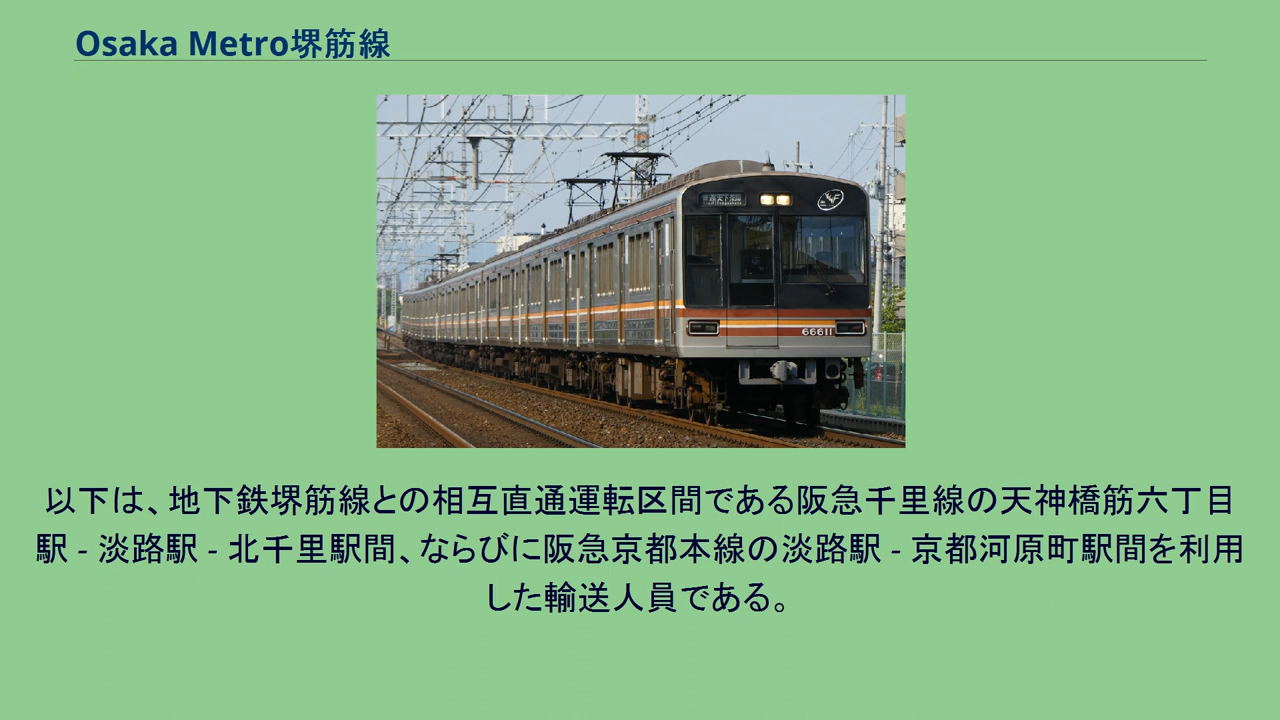 Osaka Metro堺筋線
66611
以下は、地下鉄堺筋線との相互直通運転区間である阪急千里線の天神橋筋六丁目
駅 - 淡路駅 - 北千里駅間、ならびに阪急京都本線の淡路駅 - 京都河原町駅間を利用
した輸送人員である。